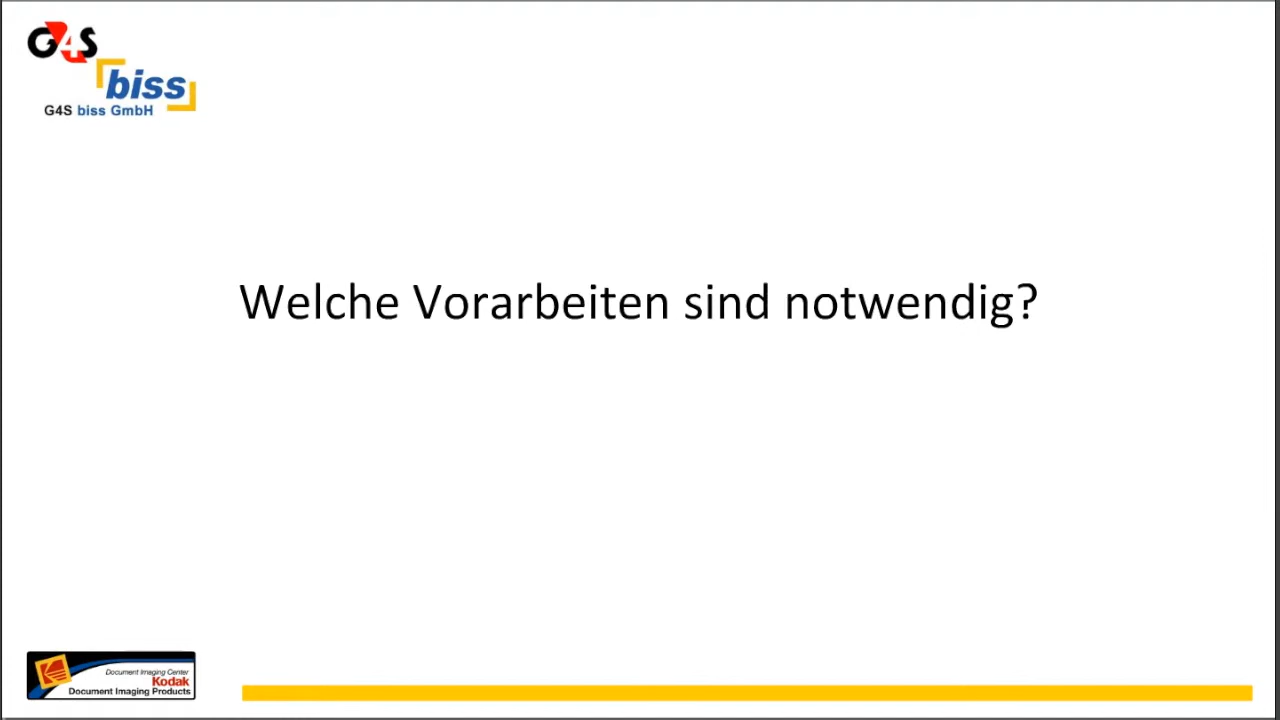 G4S
biss
G4S biss GmbH
Welche Vorarbeiten sind notwendig?
Document Imaging Center
Kodak
Document Imaging Products